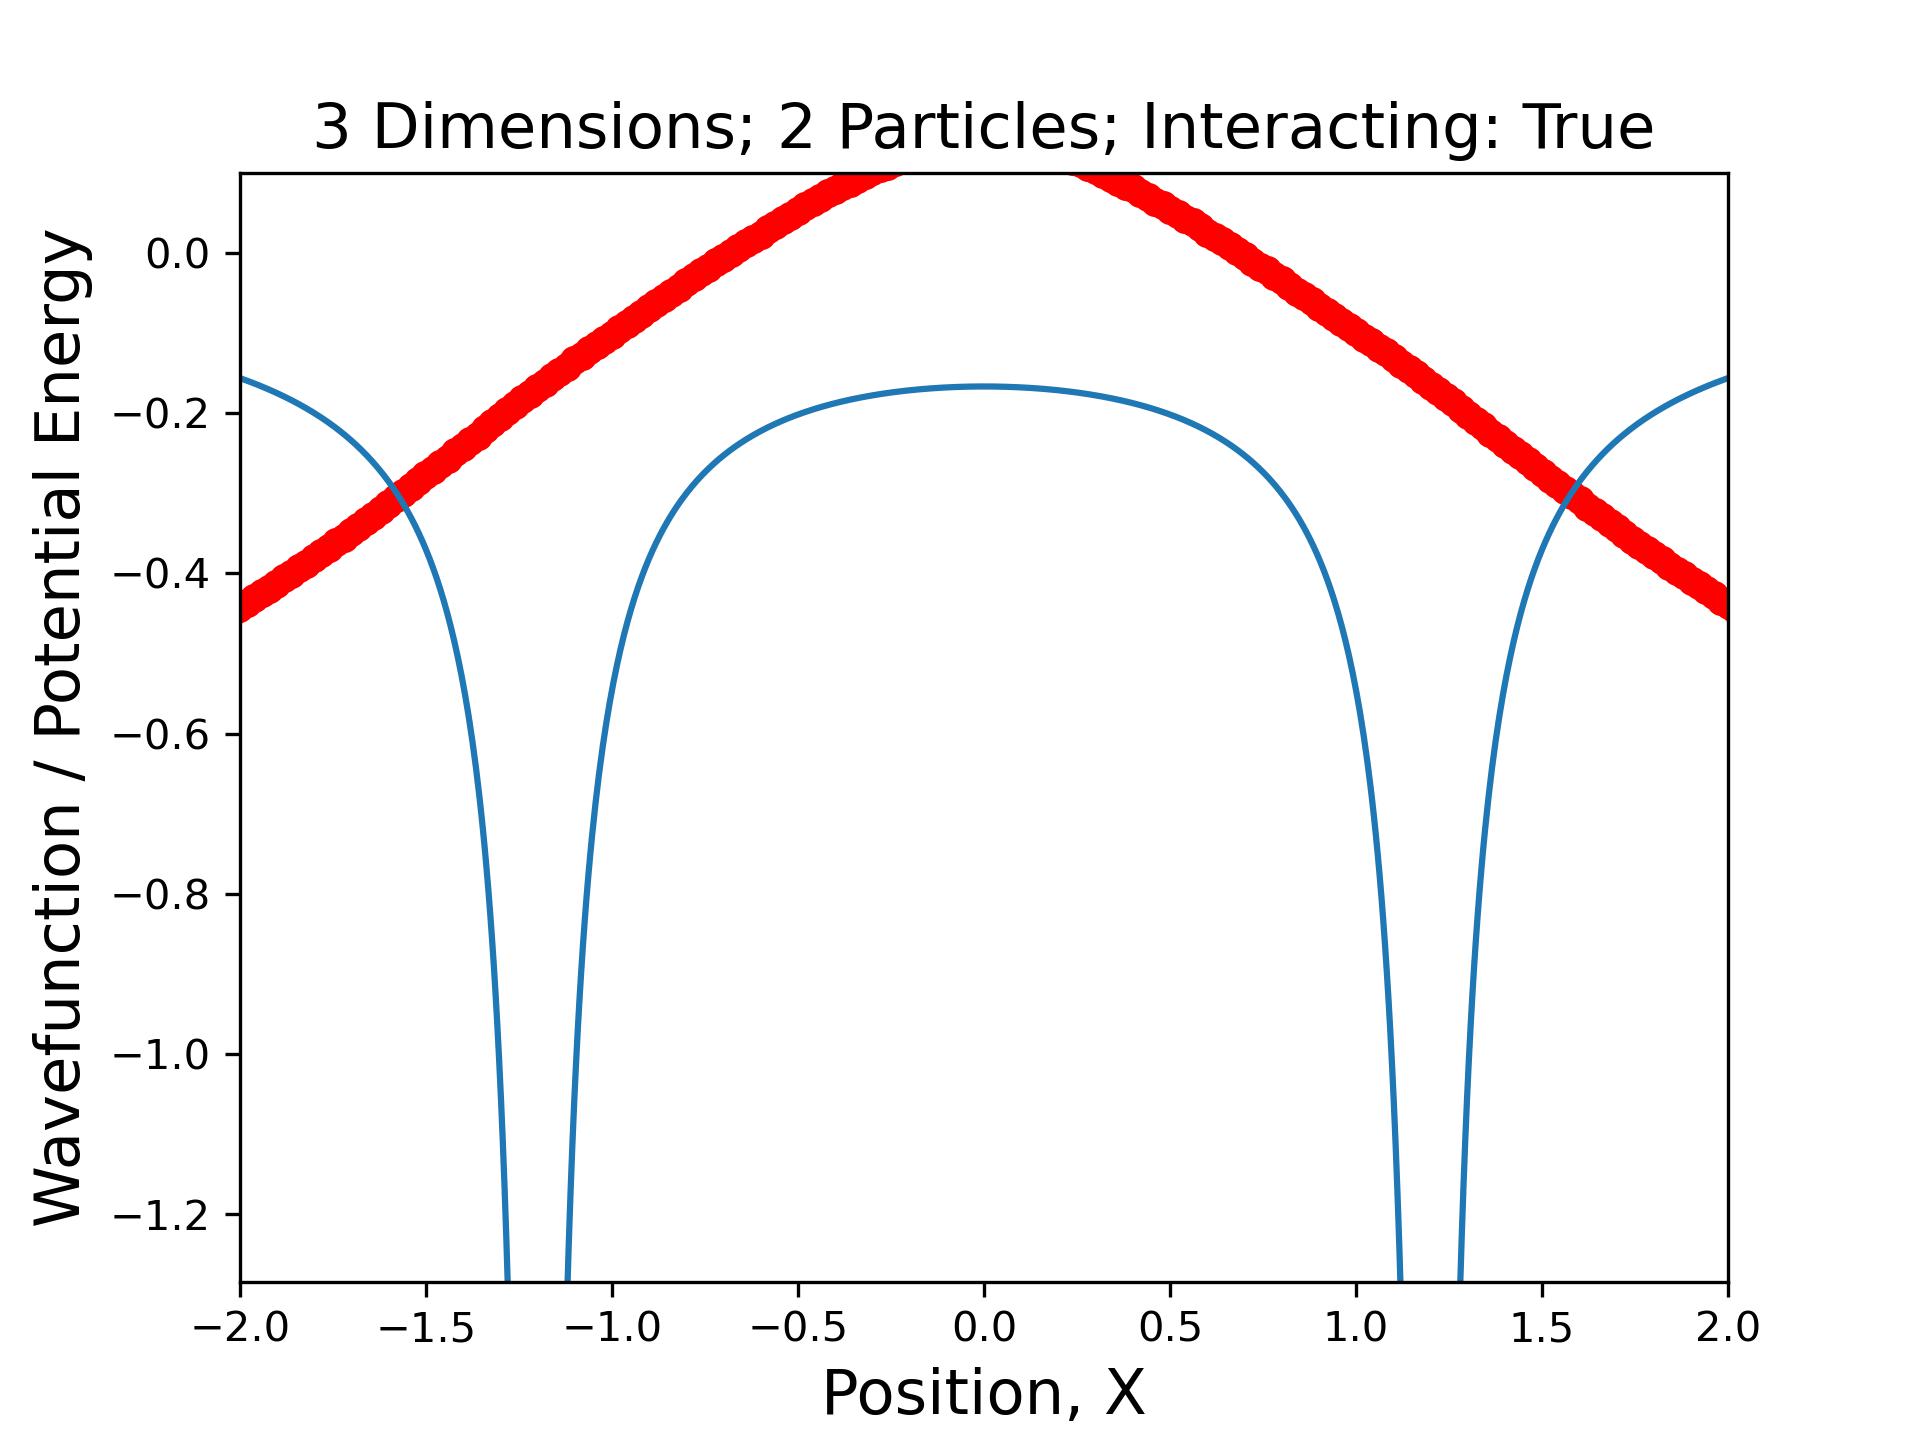 3 Dimensions; 2 Particles; Interacting: True
Wavefunction / Potential Energy
0.0
−0.2
−0.4
−0.6
−0.8
−1.0
−1.2
−2.0 −1.5 −1.0 −0.5 0.0 0.5 1.0 1.5 2.0
Position, X